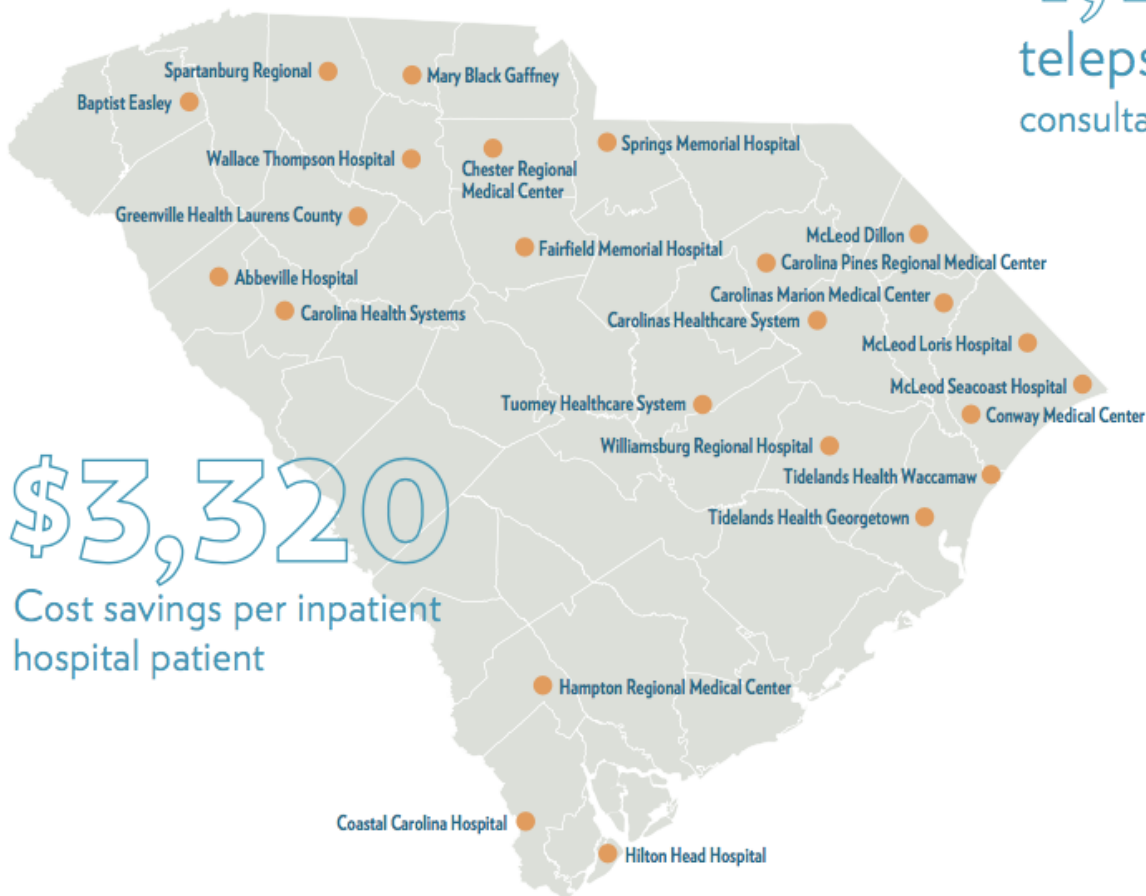 teleps
consulta
Spartanburg Regional
Mary Black Gaffney
Baptist Easley
Springs Memorial Hospital
Wallace Thompson Hospital
Chester Regional
Medical Center
Greenville Health Laurens County
McLeod Dillon
Fairfield Memorial Hospital
Carolina Pines Regional Medical Center
Abbeville Hospital
Carolinas Marion Medical Center
Carolina Health Systems
Carolinas Healthcare System
McLeod Loris Hospital
McLeod Seacoast Hospital
Tuomey Healthcare System
Conway Medical Center
Williamsburg Regional Hospital
Tidelands Health Waccamaw
Tidelands Health Georgetown
$3,320
Cost savings per inpatient
hospital patient
Hampton Regional Medical Center
Coastal Carolina Hospital
Hilton Head Hospital